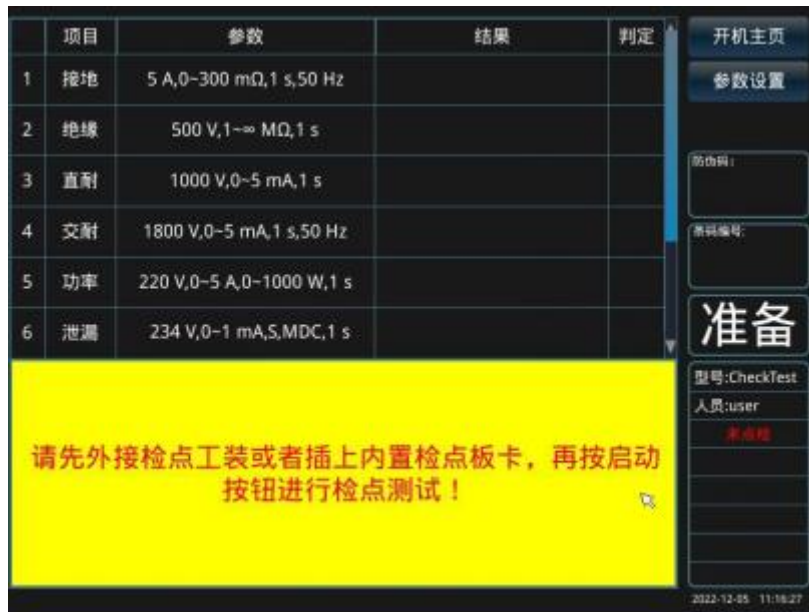 项目 参数 结果 判定
1 接地 5 A,0~300 mΩ,1 s,50 Hz
2 绝缘 500 V,1~∞ MΩ,1 s
3 直耐 1000 V,0~5 mA,1 s
4 交耐 1800 V,0~5 mA,1 s,50 Hz
5 功率 220 V,0~5 A,0~1000 W,1 s
6 泄漏 234 V,0~1 mA,S,MDC,1 s
请先外接检点工装或者插上内置检点板卡，再按启动
按钮进行检点测试！
开机主页
参数设置
防伪码:
条码编号:
准备
型号:CheckTest
人员:user
未点检
2022-12-05 11:16:27